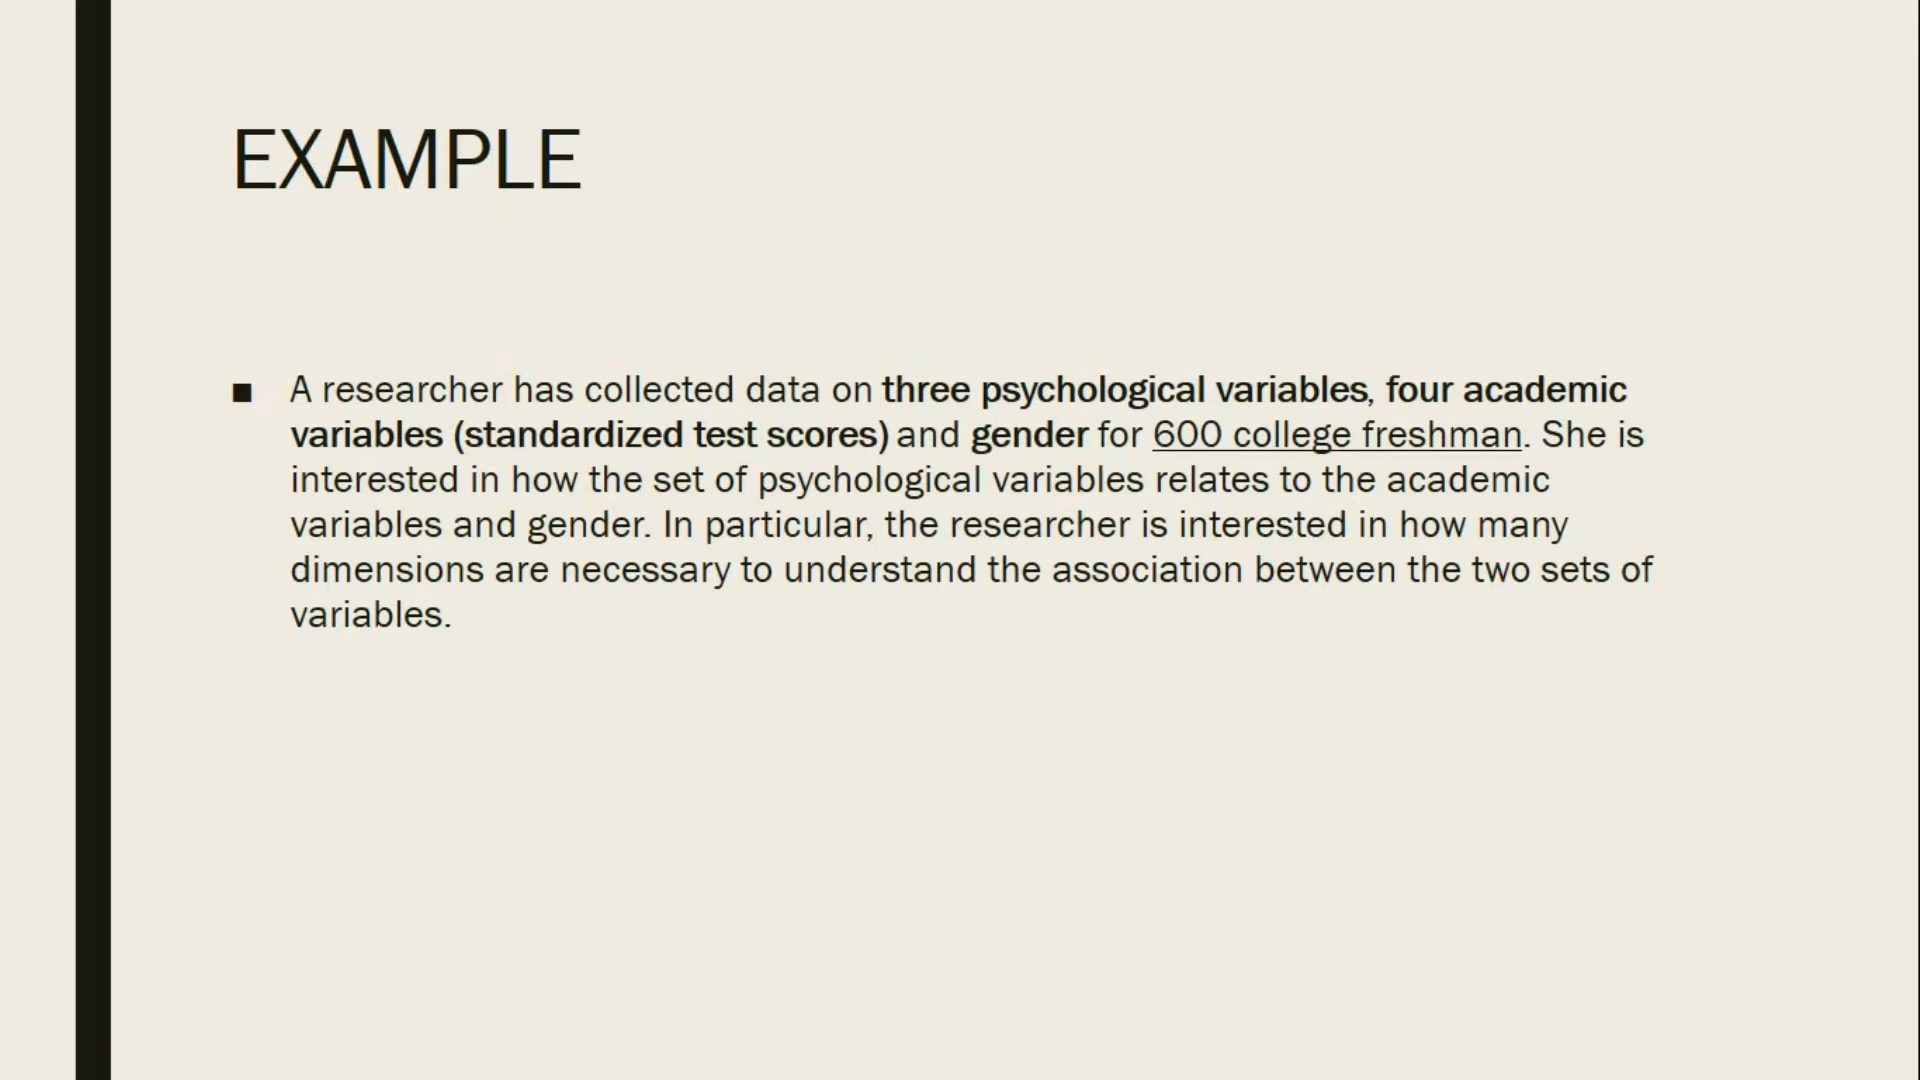 EXAMPLE
■ A researcher has collected data on three psychological variables, four academic
variables (standardized test scores) and gender for 600 college freshman. She is
interested in how the set of psychological variables relates to the academic
variables and gender. In particular, the researcher is interested in how many
dimensions are necessary to understand the association between the two sets of
variables.